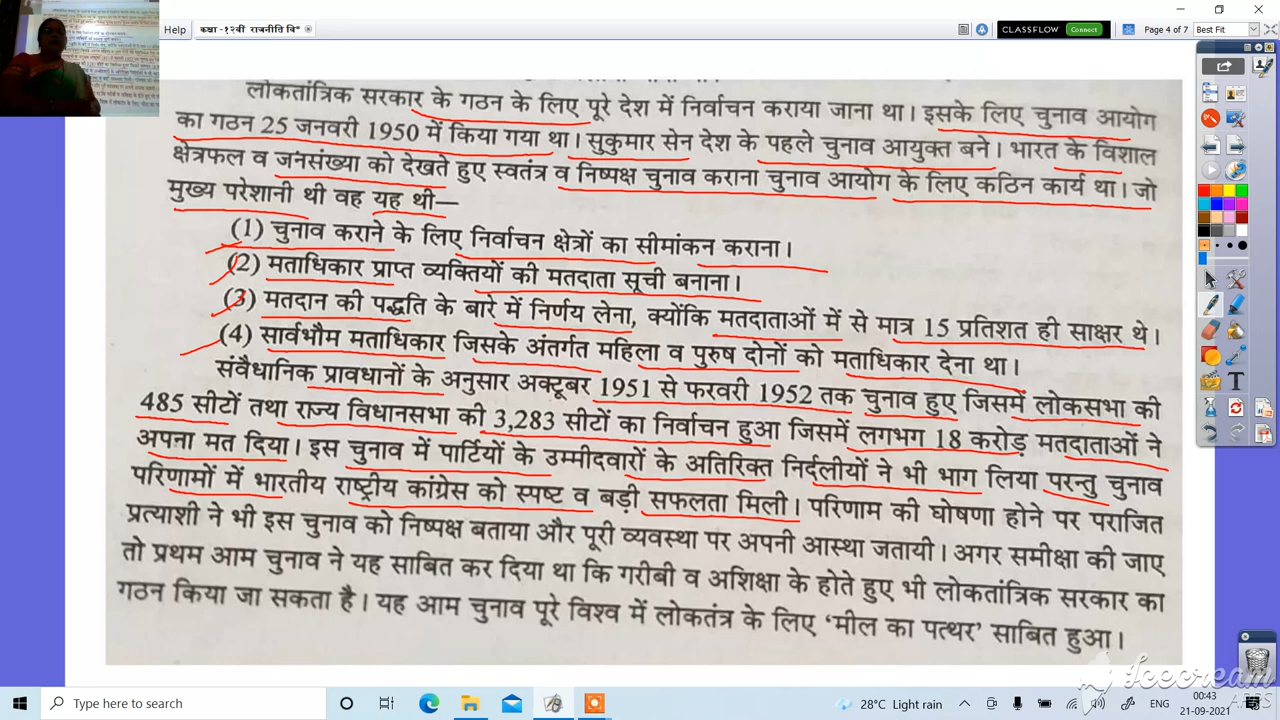 Help
कक्षा -१२वीं राजनीति वि*
CLASSFLOW
Connect
Page 4 of 7
Best Fit
लोकतांत्रिक सरकार के गठन के लिए पूरे देश में निर्वाचन कराया जाना था। इसके लिए चुनाव आयोग
का गठन 25 जनवरी 1950 में किया गया था। सुकुमार सेन देश के पहले चुनाव आयुक्त बने। भारत के विशाल
क्षेत्रफल व जनसंख्या को देखते हुए स्वतंत्र व निष्पक्ष चुनाव कराना चुनाव आयोग के लिए कठिन कार्य था। जो
मुख्य परेशानी थी वह यह थी—
(1) चुनाव कराने के लिए निर्वाचन क्षेत्रों का सीमांकन कराना।
(2) मताधिकार प्राप्त व्यक्तियों की मतदाता सूची बनाना।
(3) मतदान की पद्धति के बारे में निर्णय लेना, क्योंकि मतदाताओं में से मात्र 15 प्रतिशत ही साक्षर थे।
(4) सार्वभौम मताधिकार जिसके अंतर्गत महिला व पुरुष दोनों को मताधिकार देना था।
संवैधानिक प्रावधानों के अनुसार अक्टूबर 1951 से फरवरी 1952 तक चुनाव हुए जिसमें लोकसभा की
485 सीटों तथा राज्य विधानसभा की 3,283 सीटों का निर्वाचन हुआ जिसमें लगभग 18 करोड़ मतदाताओं ने
अपना मत दिया। इस चुनाव में पार्टियों के उम्मीदवारों के अतिरिक्त निर्दलीयों ने भी भाग लिया परन्तु चुनाव
परिणामों में भारतीय राष्ट्रीय कांग्रेस को स्पष्ट व बड़ी सफलता मिली। परिणाम की घोषणा होने पर पराजित
प्रत्याशी ने भी इस चुनाव को निष्पक्ष बताया और पूरी व्यवस्था पर अपनी आस्था जतायी। अगर समीक्षा की जाए
तो प्रथम आम चुनाव ने यह साबित कर दिया था कि गरीबी व अशिक्षा के होते हुए भी लोकतांत्रिक सरकार का
गठन किया जा सकता है। यह आम चुनाव पूरे विश्व में लोकतंत्र के लिए 'मील का पत्थर' साबित हुआ।
Icecream
APPS
Type here to search
28°C Light rain
ENG
00:43
21-09-2021